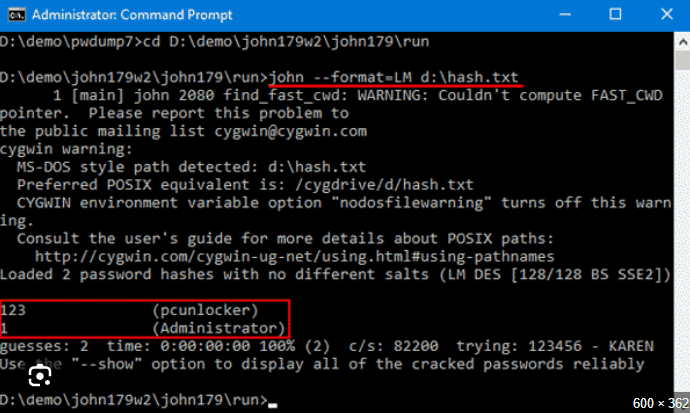 Administrator: Command Prompt
D:\demo\pwdump7>cd D:\demo\john179w2\john179\run
D:\demo\john179w2\john179\run>john --format=LM d:\hash.txt
1 [main] john 2080 find_fast_cwd: WARNING: Couldn't compute FAST_CWD
pointer.  Please report this problem to
the public mailing list cygwin@cygwin.com
cygwin warning:
MS-DOS style path detected: d:\hash.txt
Preferred POSIX equivalent is: /cygdrive/d/hash.txt
CYGWIN environment variable option "nodosfilewarning" turns off this warn
ing.
Consult the user's guide for more details about POSIX paths:
http://cygwin.com/cygwin-ug-net/using.html#using-pathnames
Loaded 2 password hashes with no different salts (LM DES [128/128 BS SSE2])
123              (pcunlocker)
1                (Administrator)
guesses: 2  time: 0:00:00:00 100% (2)  c/s: 82200  trying: 123456 - KAREN
Use the "--show" option to display all of the cracked passwords reliably
D:\demo\john179w2\john179\run>
600 × 362